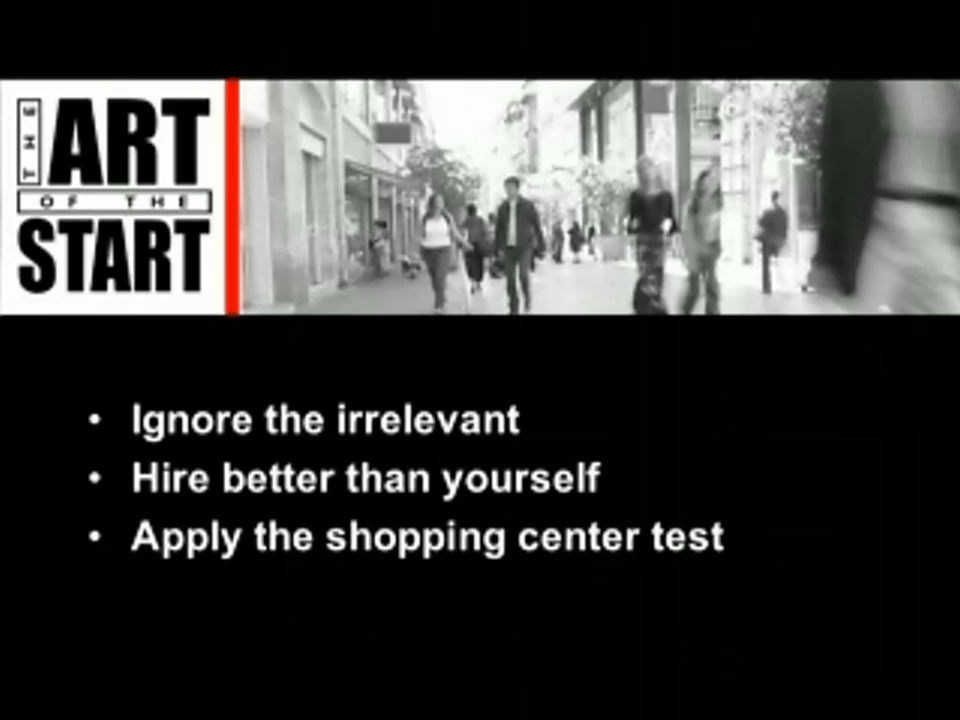 THE
ART
OF THE
START
• Ignore the irrelevant
• Hire better than yourself
• Apply the shopping center test